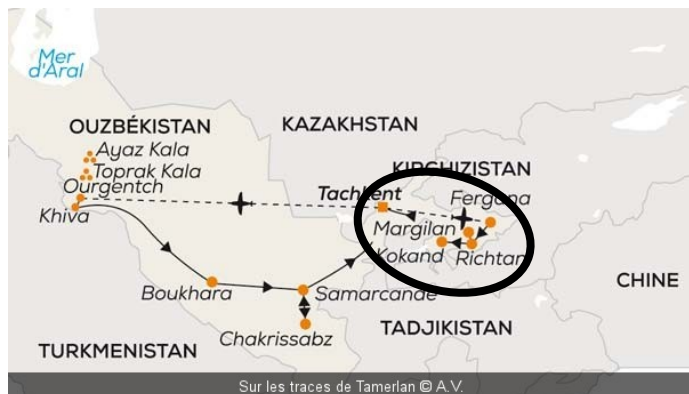 Mer
d'Aral
OUZBÉKISTAN
KAZAKHSTAN
Ayaz Kala
Toprak Kala
Ourgentch
Khiva
KIRGHIZISTAN
Tachkent
Fergana
Margilan
Kokand
Richtan
Boukhara
Samarcande
Chakrissabz
CHINE
TADJIKISTAN
TURKMENISTAN
Sur les traces de Tamerlan © A.V.